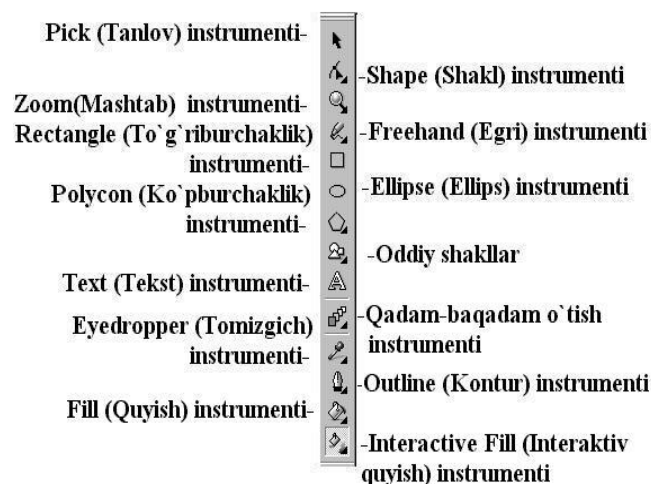 Pick (Tanlov) instrumenti-
-Shape (Shakl) instrumenti
Zoom(Mashtab) instrumenti-
Rectangle (To`g`riburchaklik)
instrumenti-
-Freehand (Egri) instrumenti
Polycon (Ko`pburchaklik)
instrumenti-
-Ellipse (Ellips) instrumenti
-Oddiy shakllar
Text (Tekst) instrumenti-
Eyedropper (Tomizgich)
instrumenti-
-Qadam-baqadam o`tish
instrumenti
-Outline (Kontur) instrumenti
Fill (Quyish) instrumenti-
-Interactive Fill (Interaktiv
quyish) instrumenti